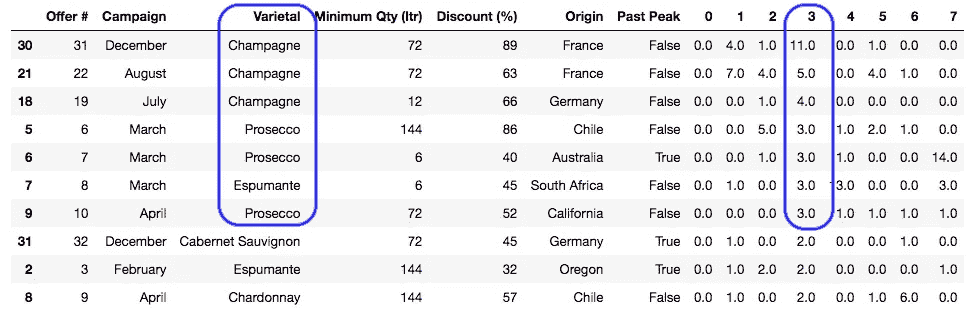 Offer # Campaign Varietal Minimum Qty (ltr) Discount (%) Origin Past Peak 0 1 2 3 4 5 6 7
30 31 December Champagne 72 89 France False 0.0 4.0 1.0 11.0 0.0 1.0 0.0 0.0
21 22 August Champagne 72 63 France False 0.0 7.0 4.0 5.0 0.0 4.0 1.0 0.0
18 19 July Champagne 12 66 Germany False 0.0 0.0 1.0 4.0 0.0 0.0 0.0 0.0
5 6 March Prosecco 144 86 Chile False 0.0 0.0 5.0 3.0 1.0 2.0 1.0 0.0
6 7 March Prosecco 6 40 Australia True 0.0 0.0 1.0 3.0 1.0 0.0 0.0 14.0
7 8 March Espumante 6 45 South Africa False 0.0 1.0 0.0 3.0 13.0 0.0 0.0 3.0
9 10 April Prosecco 72 52 California False 0.0 0.0 0.0 3.0 1.0 1.0 1.0 1.0
31 32 December Cabernet Sauvignon 72 45 Germany True 0.0 1.0 0.0 2.0 0.0 0.0 1.0 0.0
2 3 February Espumante 144 32 Oregon True 0.0 1.0 2.0 2.0 0.0 0.0 0.0 1.0
8 9 April Chardonnay 144 57 Chile False 0.0 1.0 0.0 2.0 0.0 1.0 6.0 0.0